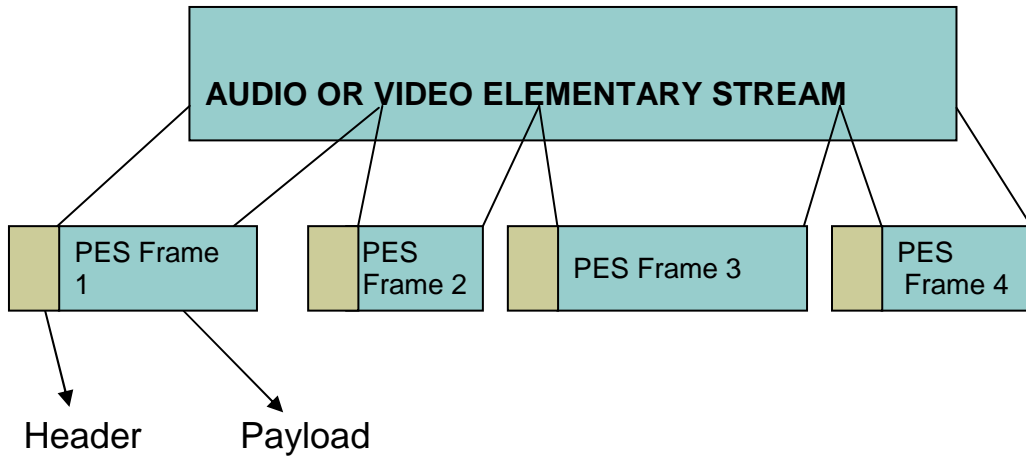 AUDIO OR VIDEO ELEMENTARY STREAM
PES Frame
1
PES
Frame 2
PES Frame 3
PES
Frame 4
Header
Payload